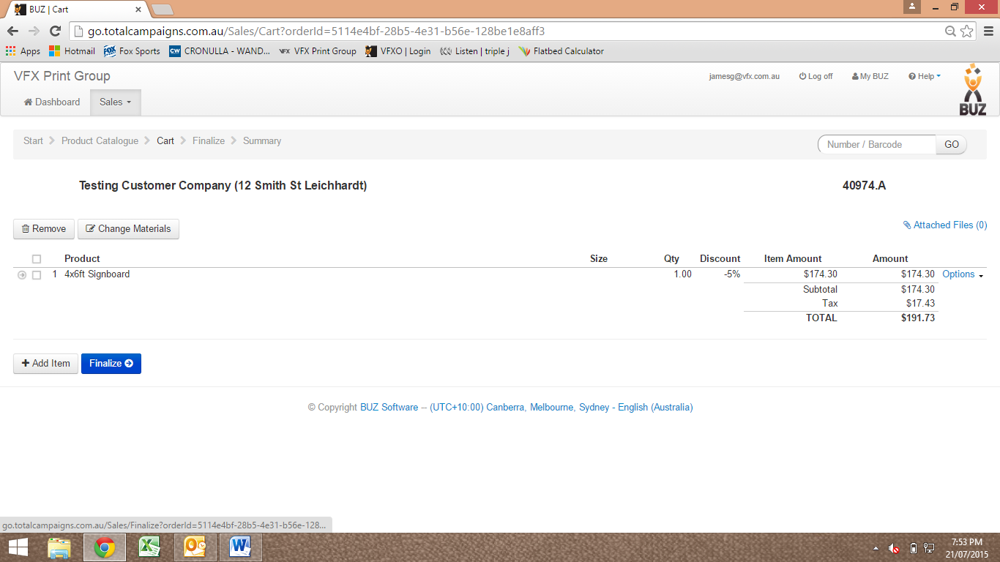 BUZ | Cart
go.totalcampaigns.com.au/Sales/Cart?orderId=5114e4bf-28b5-4e31-b56e-128be1e8aff3
Apps Hotmail Fox Sports CRONULLA - WAND... VFX Print Group VFXO | Login Listen | triple j Flatbed Calculator
VFX Print Group
jamesg@vfx.com.au Log off My BUZ Help
BUZ
Dashboard Sales
Start Product Catalogue Cart Finalize Summary
Number / Barcode GO
Testing Customer Company (12 Smith St Leichhardt) 40974.A
Remove Change Materials
Attached Files (0)
Product Size Qty Discount Item Amount Amount
1 4x6ft Signboard 1.00 -5% $174.30 $174.30 Options
Subtotal $174.30
Tax $17.43
TOTAL $191.73
Add Item Finalize
© Copyright BUZ Software -- (UTC+10:00) Canberra, Melbourne, Sydney - English (Australia)
go.totalcampaigns.com.au/Sales/Finalize?orderId=5114e4bf-28b5-4e31-b56e-128...
7:53 PM
21/07/2015